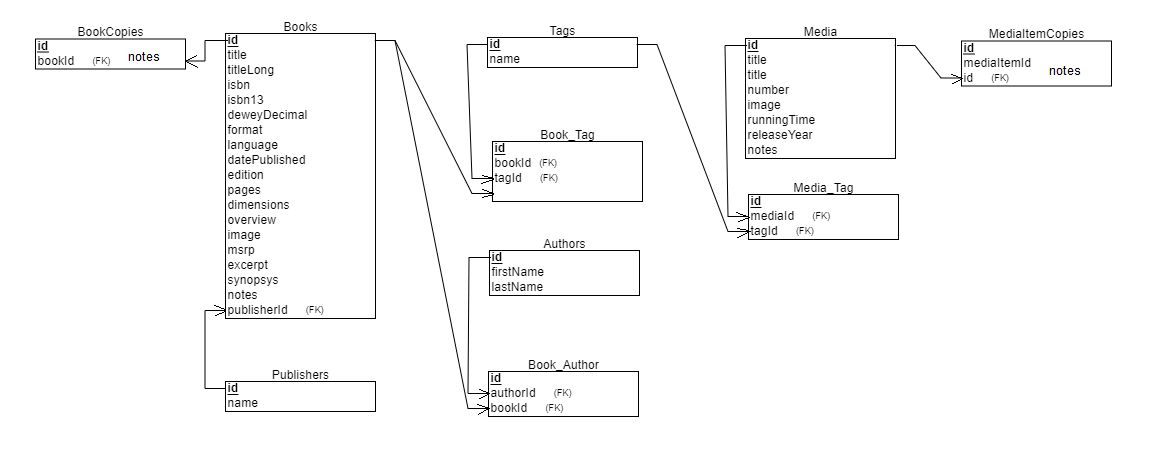 BookCopies
id
bookId (FK) notes
Books
id
title
titleLong
isbn
isbn13
deweyDecimal
format
language
datePublished
edition
pages
dimensions
overview
image
msrp
excerpt
synopsys
notes
publisherId (FK)
Publishers
id
name
Tags
id
name
Book_Tag
id
bookId (FK)
tagId (FK)
Authors
id
firstName
lastName
Book_Author
id
authorId (FK)
bookId (FK)
Media
id
title
title
number
image
runningTime
releaseYear
notes
Media_Tag
id
mediaId (FK)
tagId (FK)
MediaItemCopies
id
mediaItemId
notes
id (FK)